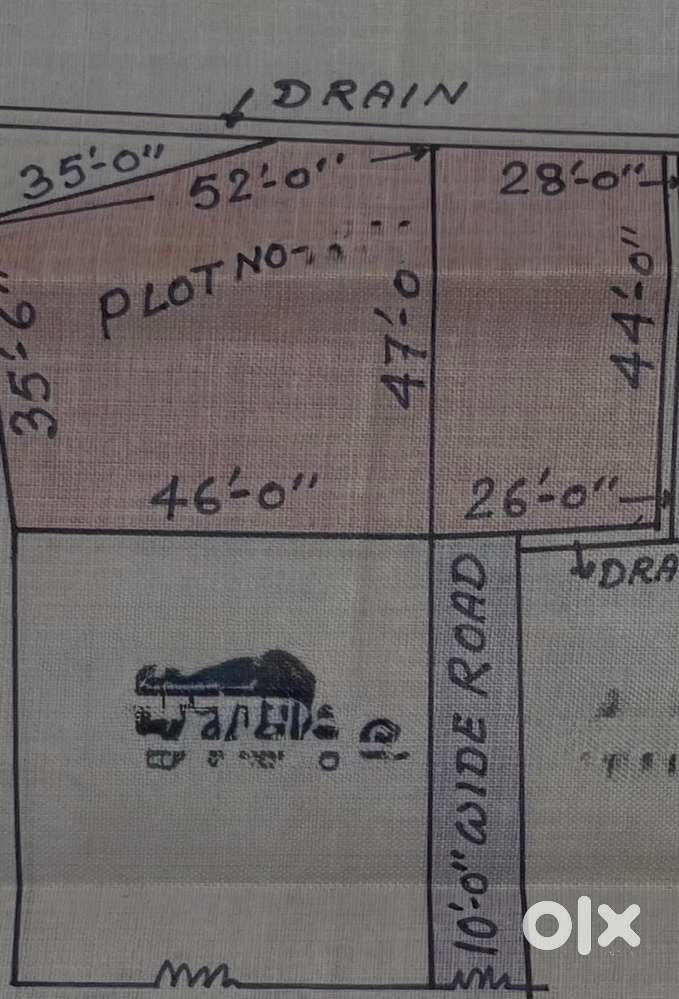 DRAIN
35'-0"
52'-0"
28'-0"
PLOT NO-
35'-6"
47'-0
44'-0"
46'-0"
26'-0"
DRA
10'-0" WIDE ROAD
olx